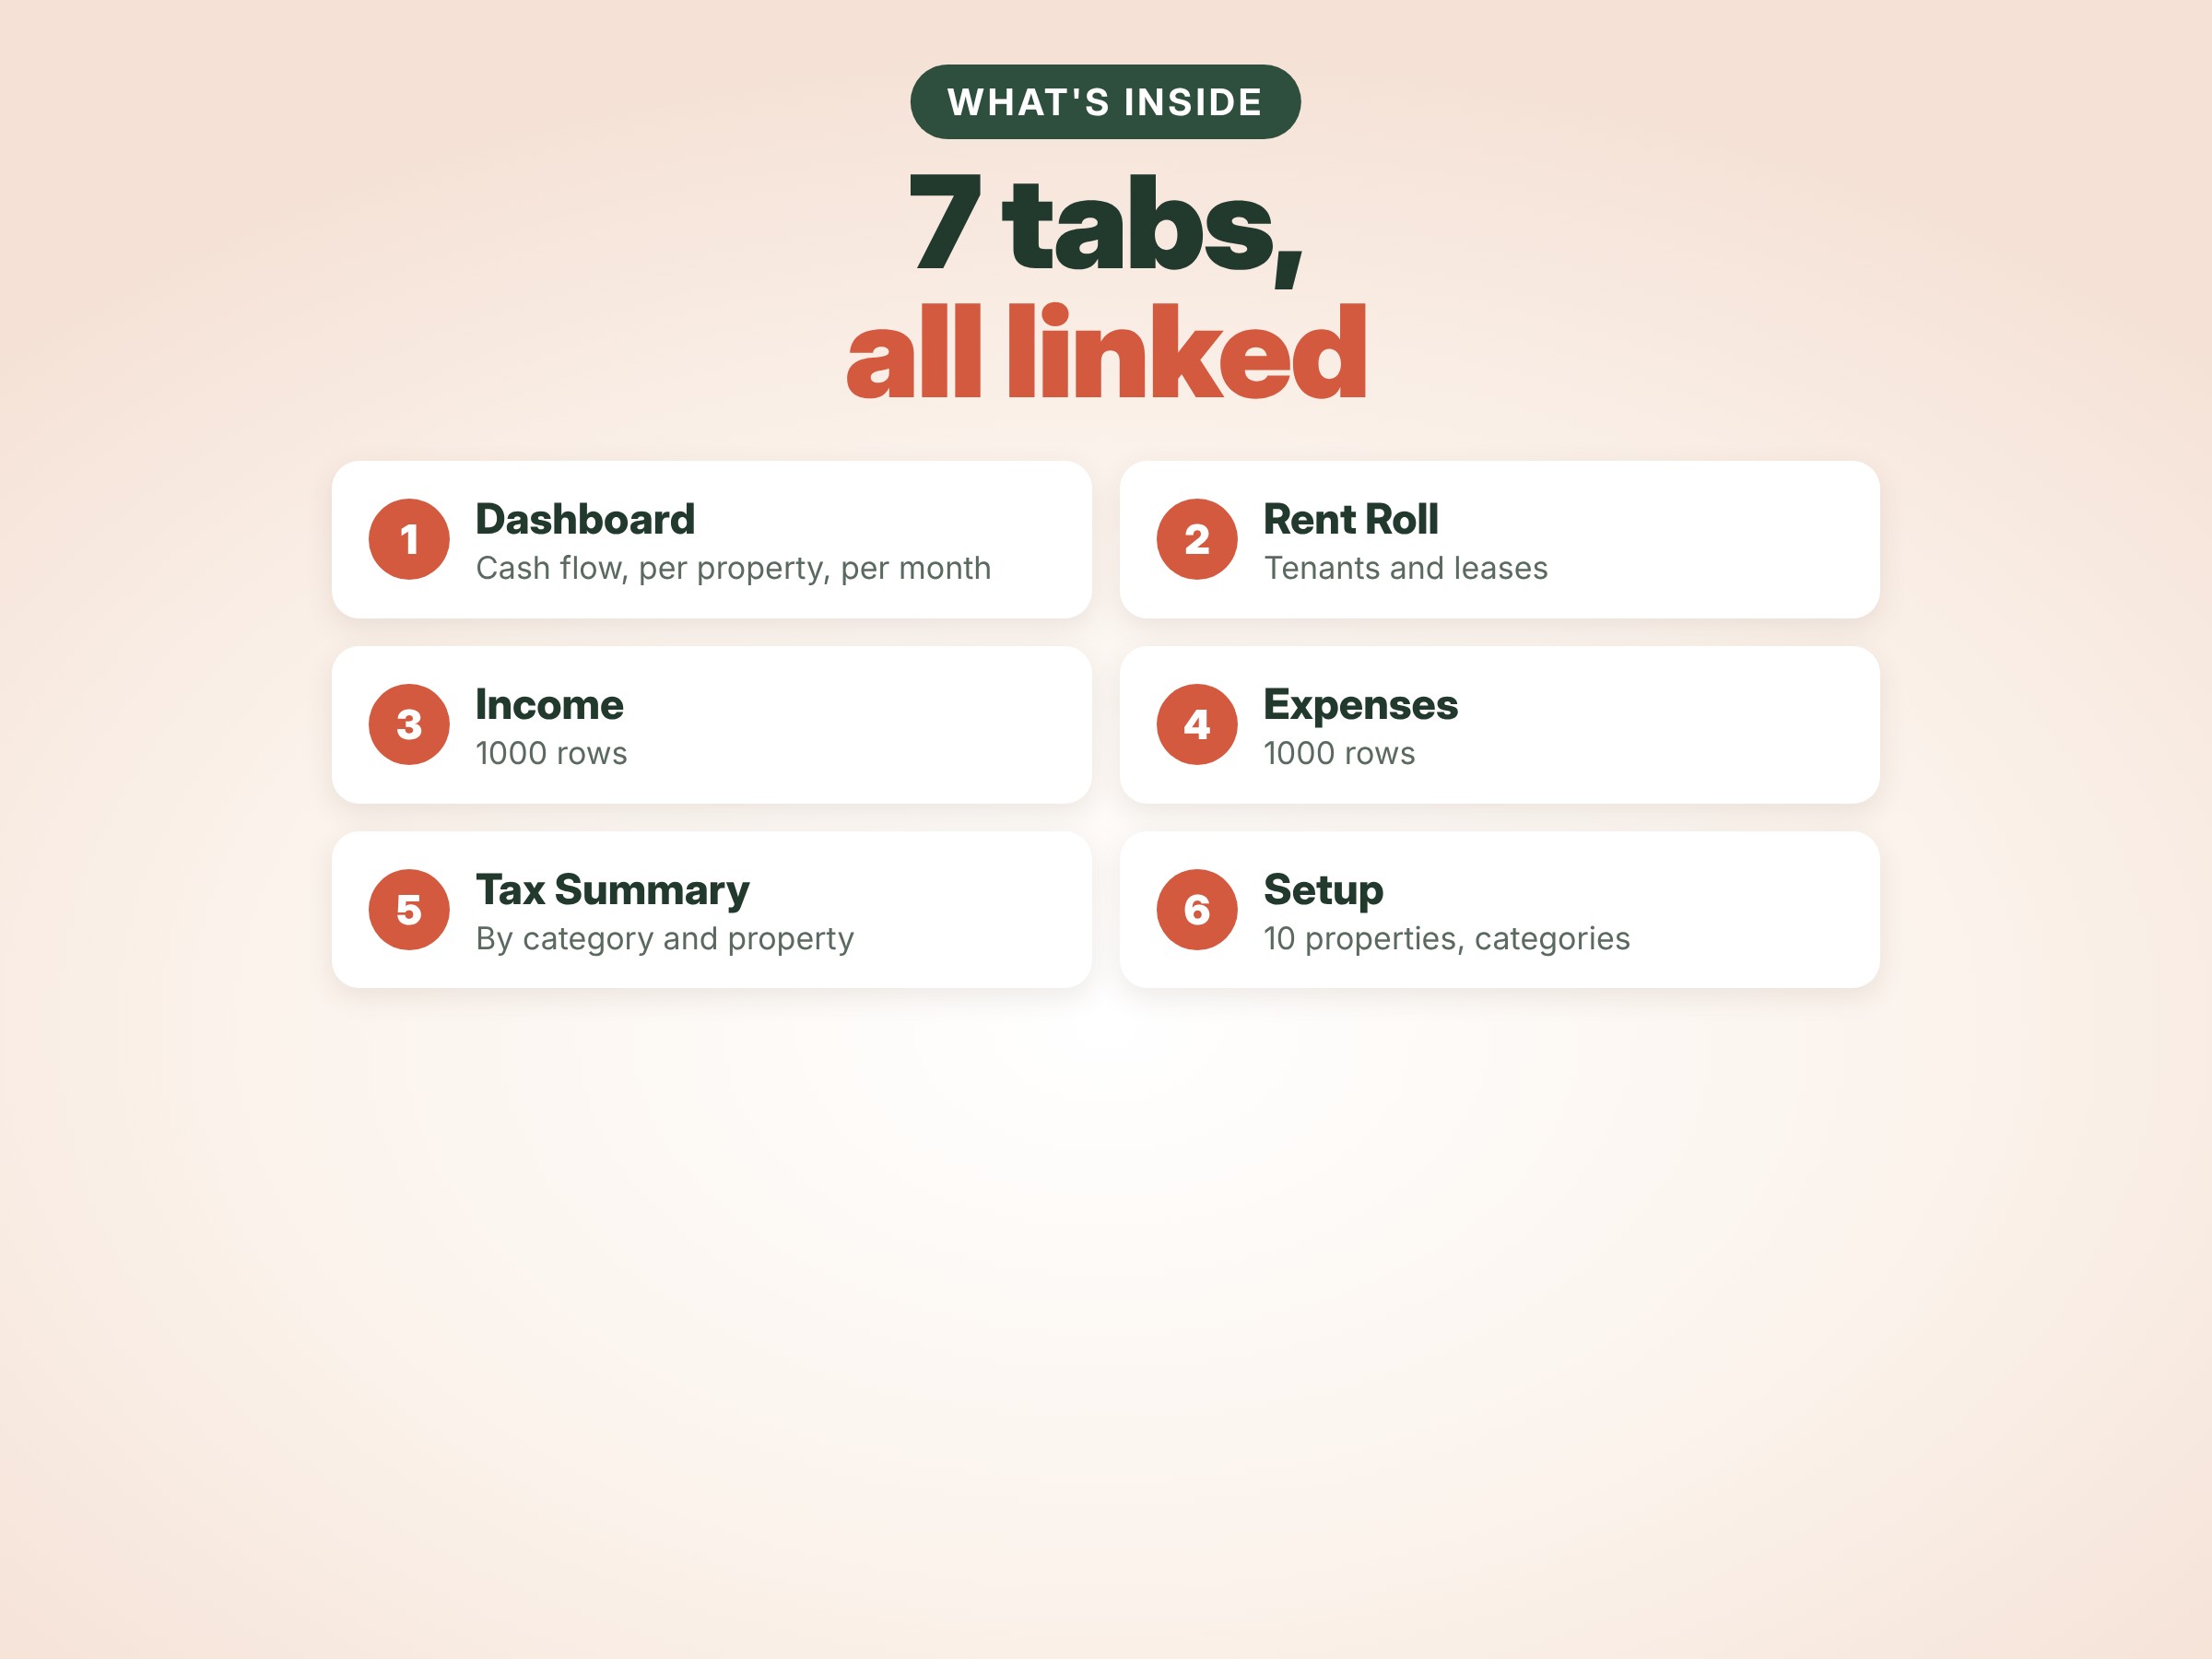 WHAT'S INSIDE
7 tabs,
all linked
1
Dashboard
Cash flow, per property, per month
2
Rent Roll
Tenants and leases
3
Income
1000 rows
4
Expenses
1000 rows
5
Tax Summary
By category and property
6
Setup
10 properties, categories